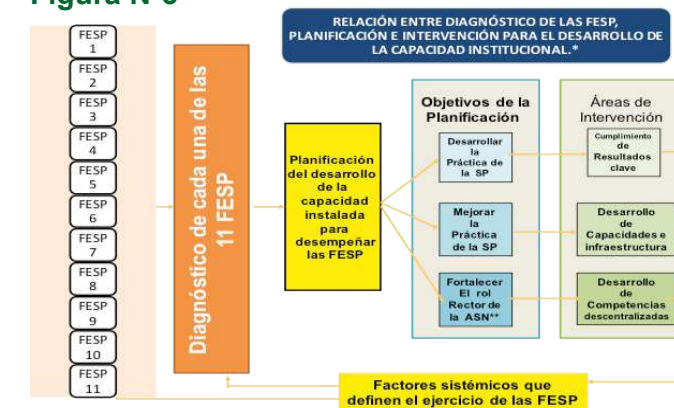 Figura N°
RELACIÓN ENTRE DIAGNÓSTICO DE LAS FESP,
PLANIFICACIÓN E INTERVENCIÓN PARA EL DESARROLLO DE
LA CAPACIDAD INSTITUCIONAL.*
FESP
1
FESP
2
FESP
3
FESP
4
FESP
5
FESP
6
FESP
7
FESP
8
FESP
9
FESP
10
FESP
11
Diagnóstico de cada una de las
11 FESP
Planificación
del desarrollo
de la
capacidad
instalada
para
desempeñar
las FESP
Objetivos de la
Planificación
Desarrollar
la
Práctica de
la SP
Mejorar
la
Práctica
de la SP
Fortalecer
El rol
Rector de
la ASN**
Áreas de
Intervención
Cumplimiento
de
Resultados
clave
Desarrollo
de
Capacidades e
infraestructura
Desarrollo
de
Competencias
descentralizadas
Factores sistémicos que
definen el ejercicio de las FESP